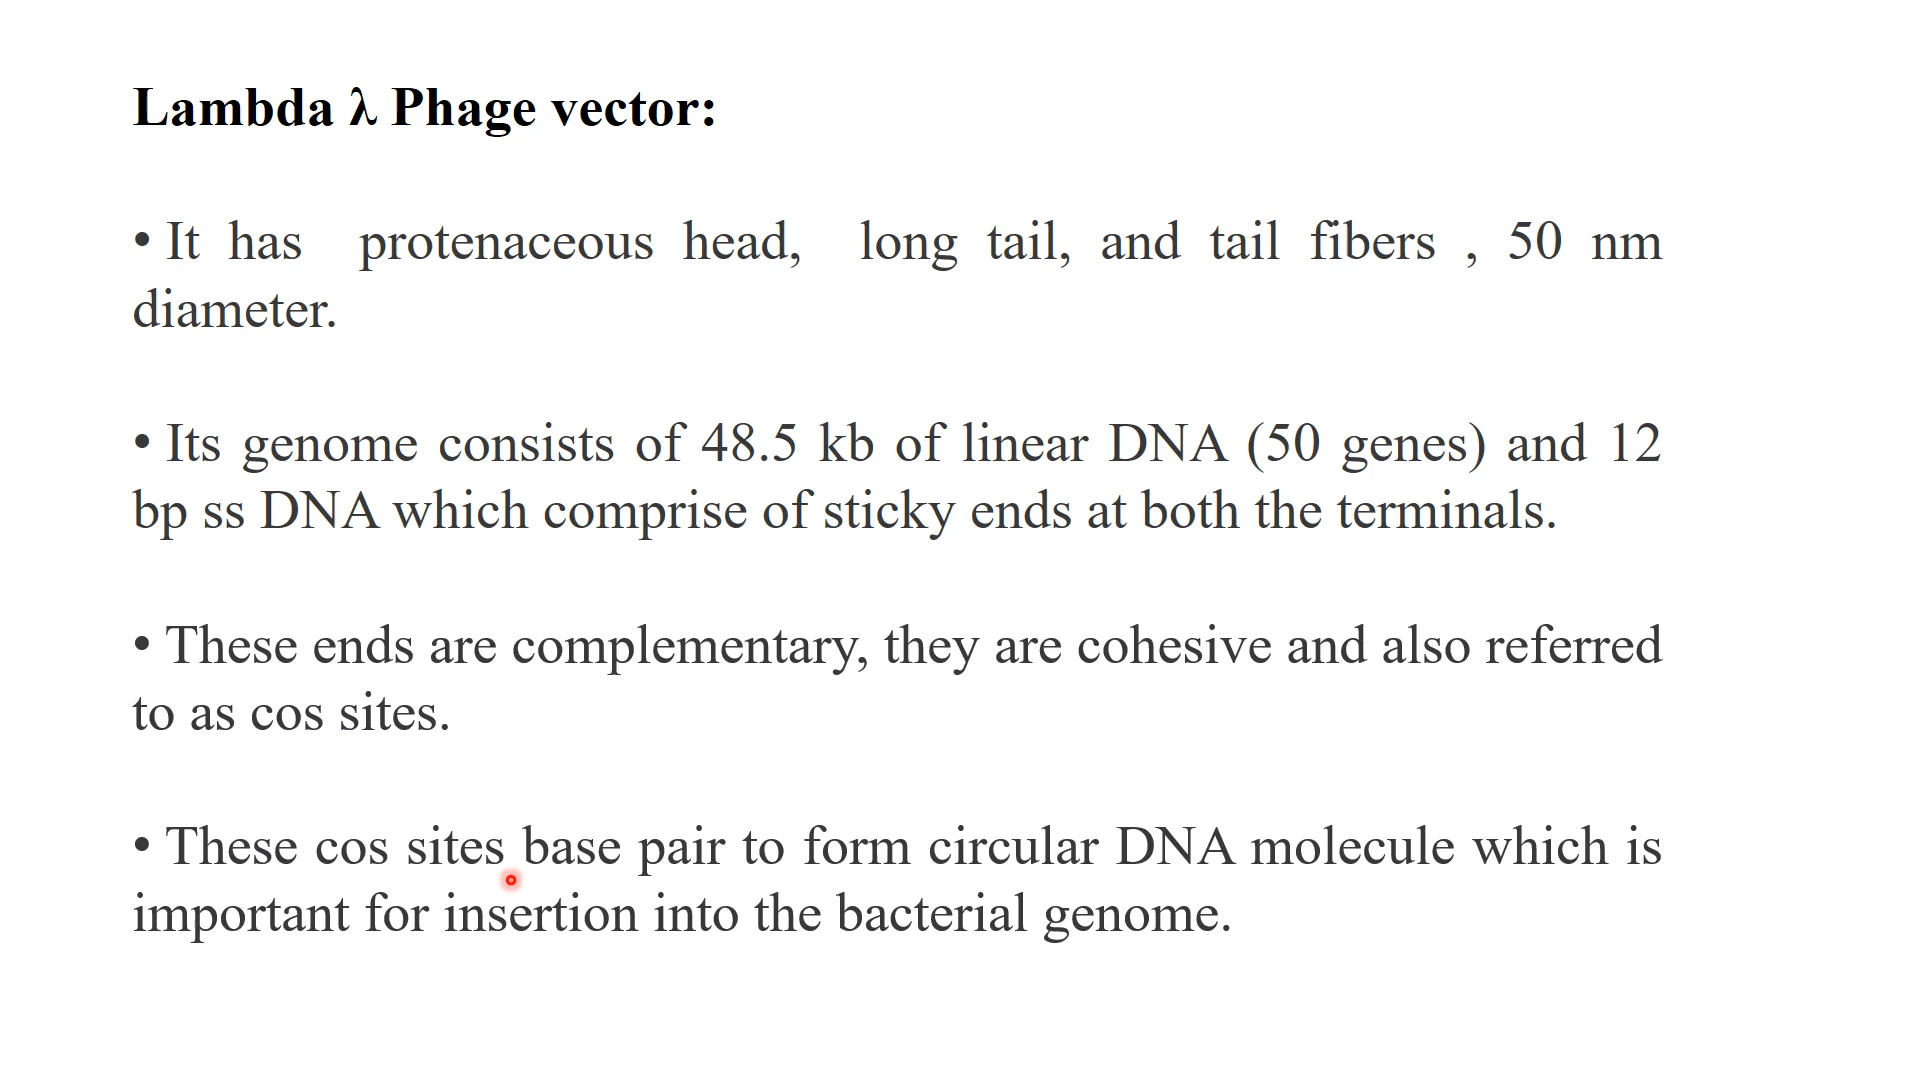 Lambda λ Phage vector:
• It has protenaceous head, long tail, and tail fibers , 50 nm
diameter.
• Its genome consists of 48.5 kb of linear DNA (50 genes) and 12
bp ss DNA which comprise of sticky ends at both the terminals.
• These ends are complementary, they are cohesive and also referred
to as cos sites.
• These cos sites base pair to form circular DNA molecule which is
important for insertion into the bacterial genome.